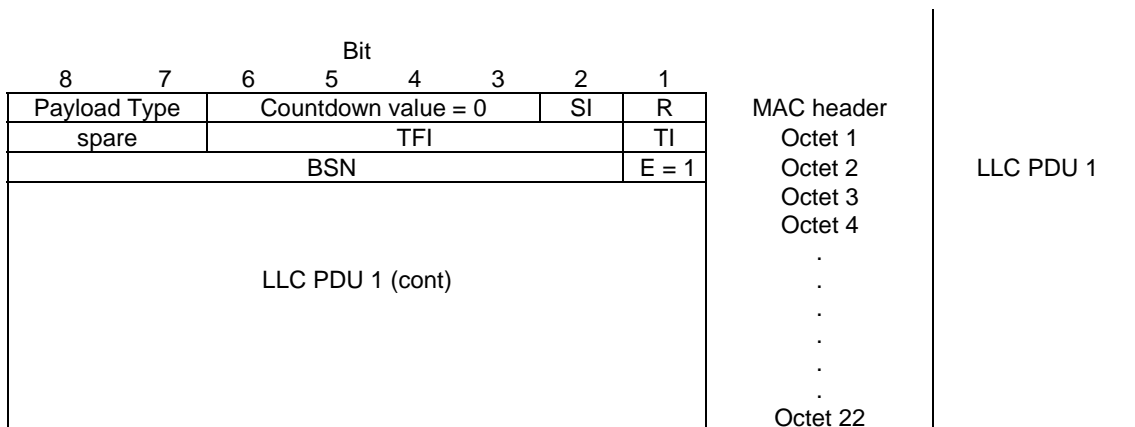 Bit
8 7 6 5 4 3 2 1
Payload Type Countdown value = 0 SI R MAC header
spare TFI TI Octet 1
BSN E = 1 Octet 2 LLC PDU 1
Octet 3
Octet 4
.
LLC PDU 1 (cont) .
.
.
.
.
Octet 22